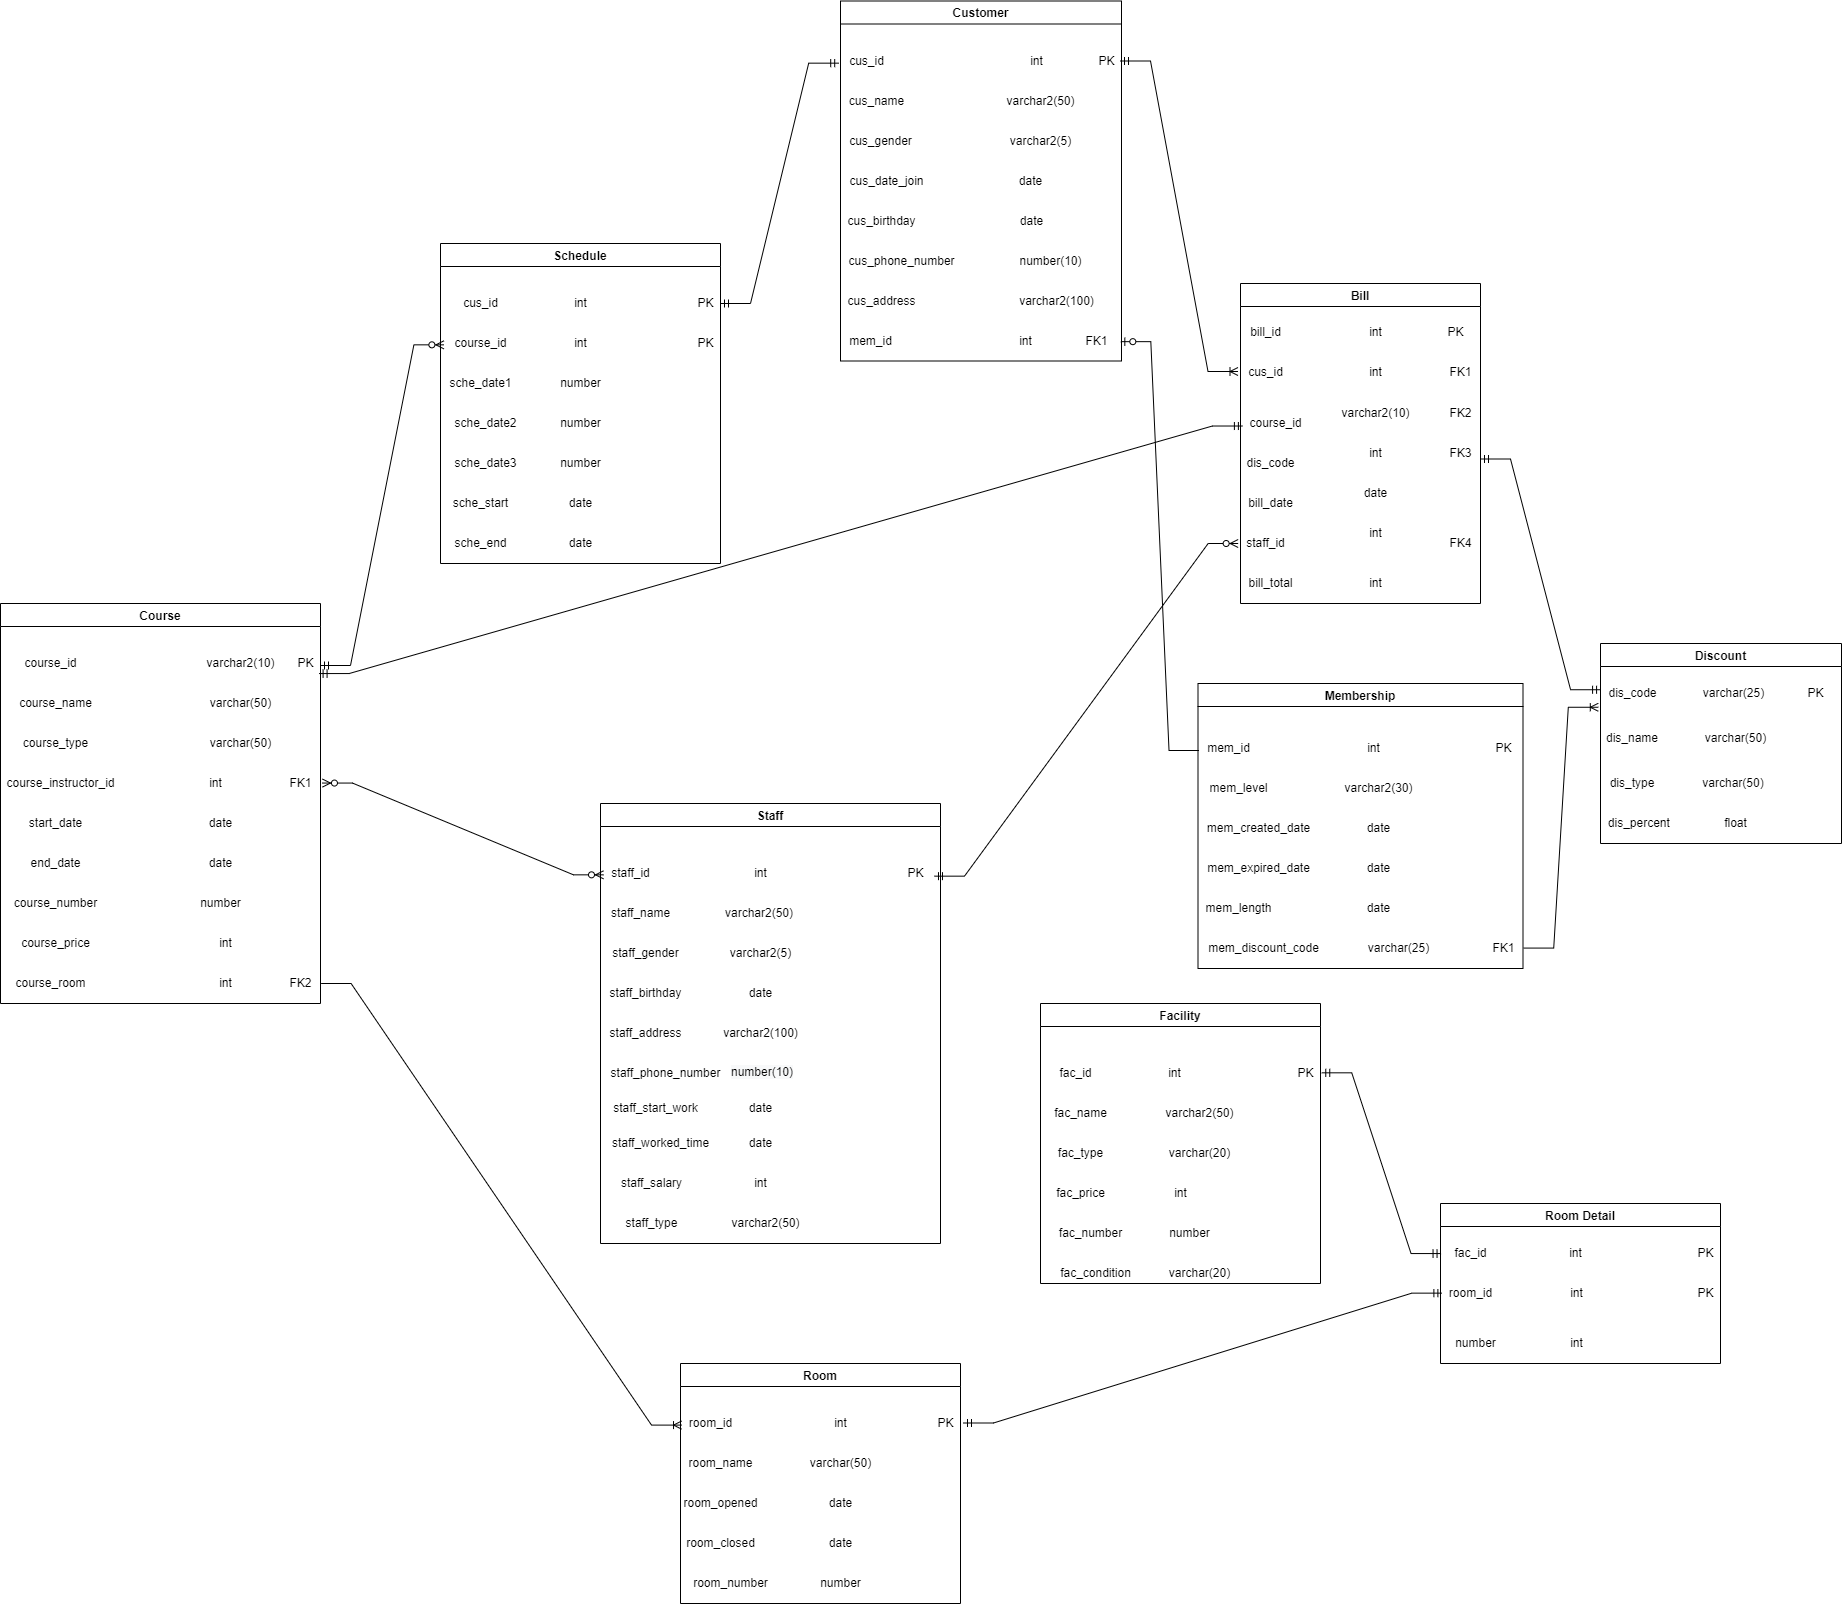 Customer
cus_id int PK
cus_name varchar2(50)
cus_gender varchar2(5)
cus_date_join date
cus_birthday date
cus_phone_number number(10)
cus_address varchar2(100)
mem_id int FK1
Schedule
cus_id int PK
course_id int PK
sche_date1 number
sche_date2 number
sche_date3 number
sche_start date
sche_end date
Bill
bill_id int PK
cus_id int FK1
course_id varchar2(10) FK2
dis_code int FK3
bill_date date
staff_id int FK4
bill_total int
Course
course_id varchar2(10) PK
course_name varchar(50)
course_type varchar(50)
course_instructor_id int FK1
start_date date
end_date date
course_number number
course_price int
course_room int FK2
Discount
dis_code varchar(25) PK
dis_name varchar(50)
dis_type varchar(50)
dis_percent float
Membership
mem_id int PK
mem_level varchar2(30)
mem_created_date date
mem_expired_date date
mem_length date
mem_discount_code varchar(25) FK1
Staff
staff_id int PK
staff_name varchar2(50)
staff_gender varchar2(5)
staff_birthday date
staff_address varchar2(100)
staff_phone_number number(10)
staff_start_work date
staff_worked_time date
staff_salary int
staff_type varchar2(50)
Facility
fac_id int PK
fac_name varchar2(50)
fac_type varchar(20)
fac_price int
fac_number number
fac_condition varchar(20)
Room Detail
fac_id int PK
room_id int PK
number int
Room
room_id int PK
room_name varchar(50)
room_opened date
room_closed date
room_number number